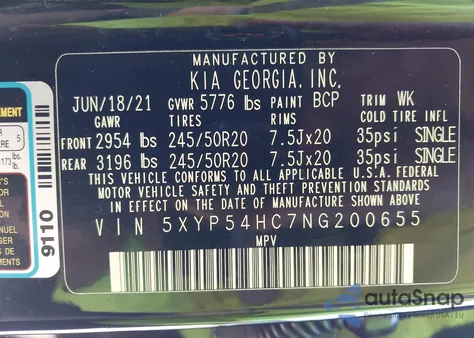 MANUFACTURED BY
KIA GEORGIA, INC.
JUN/18/21 GVWR 5776 lbs PAINT BCP TRIM WK
GAWR TIRES RIMS COLD TIRE INFL
FRONT 2954 lbs 245/50R20 7.5Jx20 35psi SINGLE
REAR 3196 lbs 245/50R20 7.5Jx20 35psi SINGLE
THIS VEHICLE CONFORMS TO ALL APPLICABLE U.S.A. FEDERAL
MOTOR VEHICLE SAFETY AND THEFT PREVENTION STANDARDS
IN EFFECT ON THE DATE OF MANUFACTURE SHOWN ABOVE.
VIN 5XYP54HC7NG200655
MPV
9110
EMENT
5
autoSnap